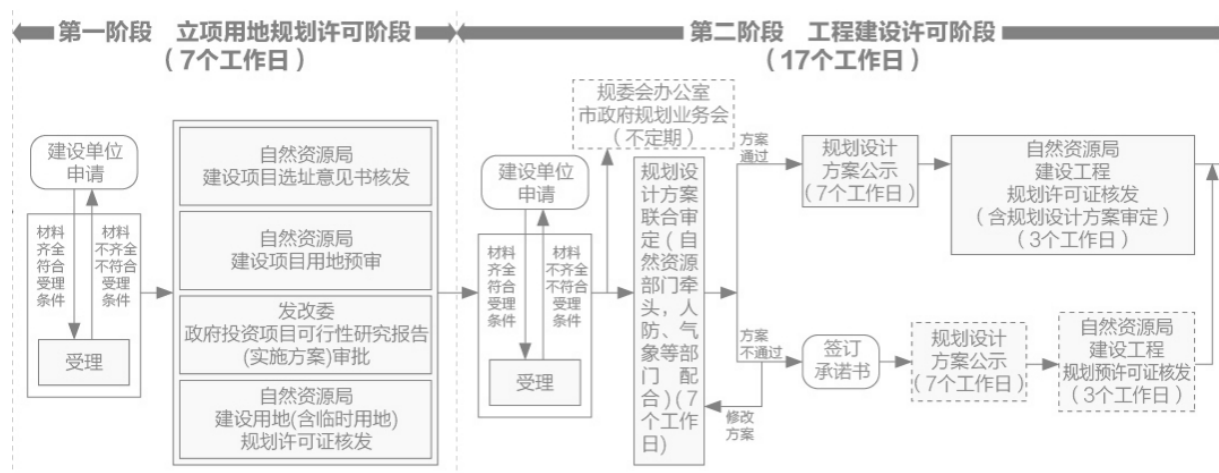 第一阶段 立项用地规划许可阶段
（7个工作日）
第二阶段 工程建设许可阶段
（17个工作日）
建设单位
申请
材料
齐全
符合
受理
条件
材料
不齐全
不符合
受理
条件
受理
自然资源局
建设项目选址意见书核发
自然资源局
建设项目用地预审
发改委
政府投资项目可行性研究报告
(实施方案)审批
自然资源局
建设用地(含临时用地)
规划许可证核发
建设单位
申请
材料
齐全
符合
受理
条件
材料
不齐全
不符合
受理
条件
受理
规委会办公室
市政府规划业务会
（不定期）
规划设
计方案
联合审
定（自
然资源
部门牵
头，人
防、气
象等部
门配
合）(7
个工作
日)
方案
通过
规划设计
方案公示
（7个工作日）
自然资源局
建设工程
规划许可证核发
（含规划设计方案审定）
（3个工作日）
方案
不通过
修改
方案
签订
承诺书
规划设计
方案公示
（7个工作日）
自然资源局
建设工程
规划预许可证核发
（3个工作日）